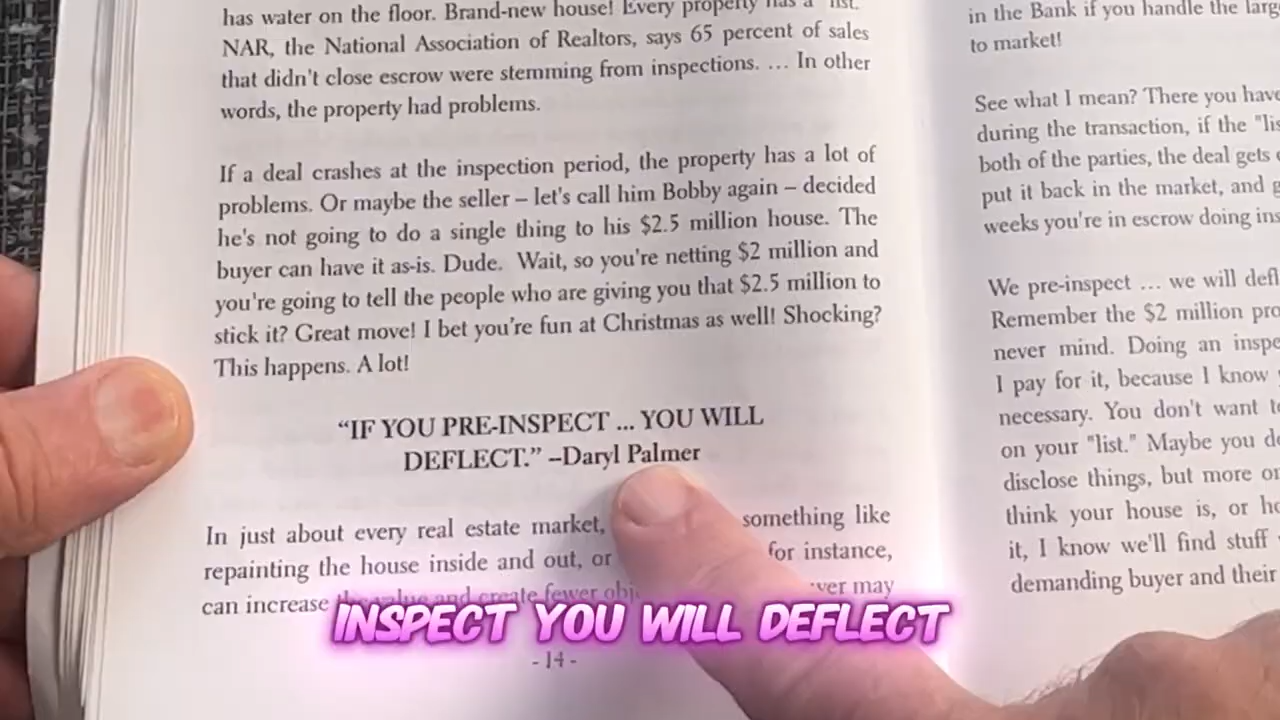 has water on the floor. Brand-new house! Every property has a "list."
NAR, the National Association of Realtors, says 65 percent of sales
that didn't close escrow were stemming from inspections. ... In other
words, the property had problems.
If a deal crashes at the inspection period, the property has a lot of
problems. Or maybe the seller – let's call him Bobby again – decided
he's not going to do a single thing to his $2.5 million house. The
buyer can have it as-is. Dude. Wait, so you're netting $2 million and
you're going to tell the people who are giving you that $2.5 million to
stick it? Great move! I bet you're fun at Christmas as well! Shocking?
This happens. A lot!
“IF YOU PRE-INSPECT ... YOU WILL
DEFLECT.” –Daryl Palmer
In just about every real estate market, something like
repainting the house inside and out, or for instance,
can increase the value and create fewer may
- 14 -
in the Bank if you handle the
to market!
See what I mean? There you have
during the transaction, if the "
both of the parties, the deal gets
put it back in the market, and
weeks you're in escrow doing
We pre-inspect ... we will
Remember the $2 million
never mind. Doing an
I pay for it, because I know
necessary. You don't want
on your "list." Maybe you
disclose things, but more
think your house is, or
it, I know we'll find stuff
demanding buyer and their
INSPECT YOU WILL DEFLECT